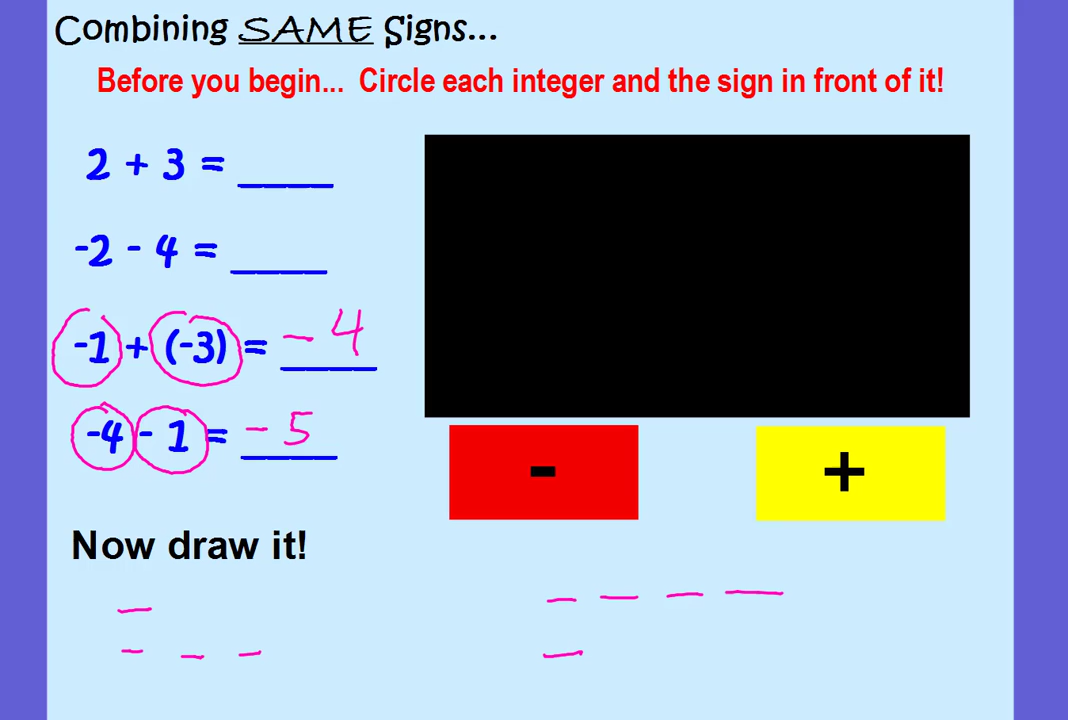 Combining SAME Signs...
Before you begin... Circle each integer and the sign in front of it!
2 + 3 = ____
-2 - 4 = ____
-1 + (-3) = -4
-4 - 1 = -5
- +
Now draw it!
- - - - -
- - - -